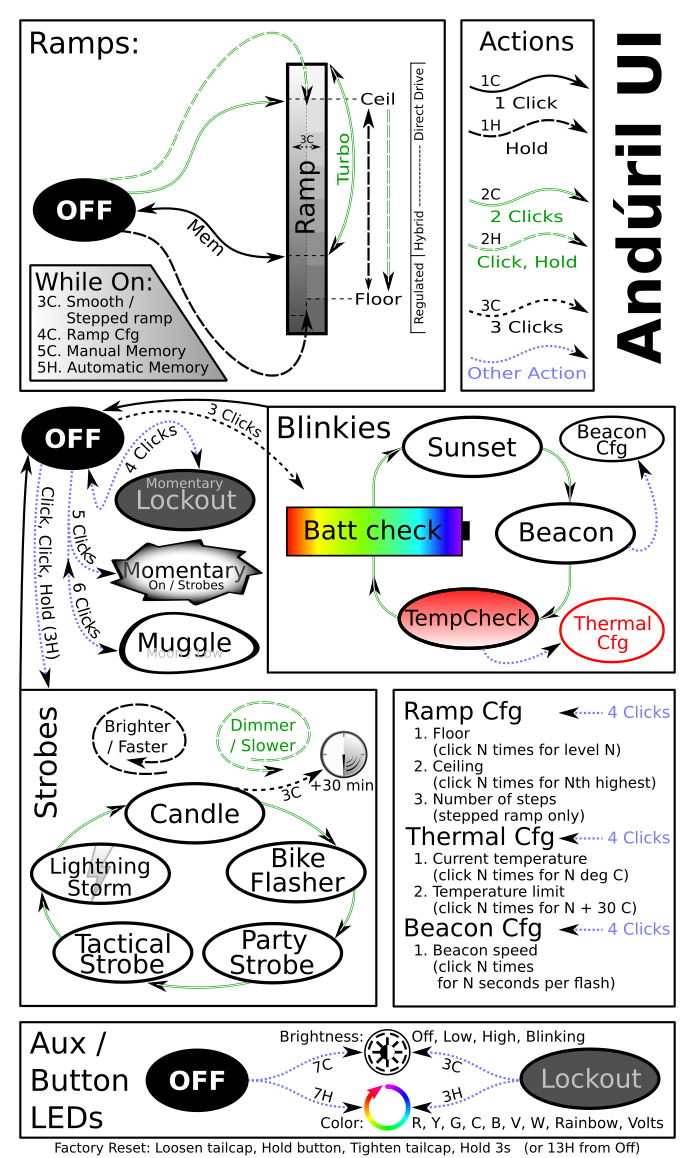 Ramps:
OFF
Mem
3C
Ramp
Turbo
Ceil
Floor
Regulated
Hybrid
Direct Drive
While On:
3C. Smooth /
Stepped ramp
4C. Ramp Cfg
5C. Manual Memory
5H. Automatic Memory
Actions
1C
1 Click
1H
Hold
2C
2 Clicks
2H
Click, Hold
3C
3 Clicks
Other Action
Andúril UI
OFF
3 Clicks
4 Clicks
Momentary
Lockout
5 Clicks
Momentary
On / Strobes
6 Clicks
Muggle
Moon / Low
Click, Click, Hold (3H)
Blinkies
Sunset
Beacon
Cfg
Batt check
Beacon
TempCheck
Thermal
Cfg
Strobes
Brighter
/ Faster
Dimmer
/ Slower
3C
+30 min
Candle
Lightning
Storm
Bike
Flasher
Tactical
Strobe
Party
Strobe
Ramp Cfg
4 Clicks
1. Floor
(click N times for level N)
2. Ceiling
(click N times for Nth highest)
3. Number of steps
(stepped ramp only)
Thermal Cfg
4 Clicks
1. Current temperature
(click N times for N deg C)
2. Temperature limit
(click N times for N + 30 C)
Beacon Cfg
4 Clicks
1. Beacon speed
(click N times
for N seconds per flash)
Aux /
Button
LEDs
OFF
Brightness:
Off, Low, High, Blinking
7C
3C
7H
3H
Lockout
Color:
R, Y, G, C, B, V, W, Rainbow, Volts
Factory Reset: Loosen tailcap, Hold button, Tighten tailcap, Hold 3s (or 13H from Off)